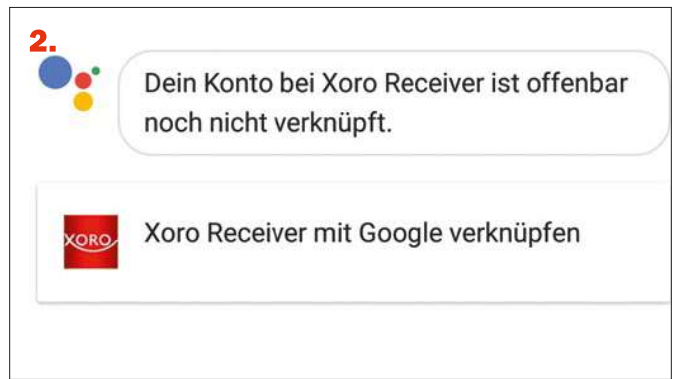 2.
Dein Konto bei Xoro Receiver ist offenbar
noch nicht verknüpft.
XORO
Xoro Receiver mit Google verknüpfen